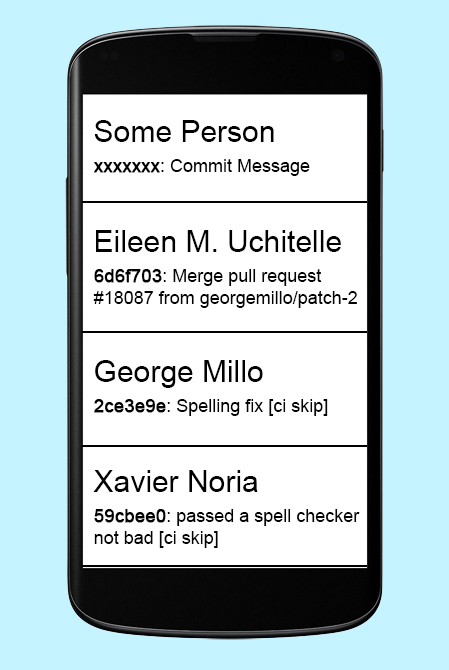 Some Person
xxxxxxx: Commit Message
Eileen M. Uchitelle
6d6f703: Merge pull request
#18087 from georgemillo/patch-2
George Millo
2ce3e9e: Spelling fix [ci skip]
Xavier Noria
59cbee0: passed a spell checker
not bad [ci skip]